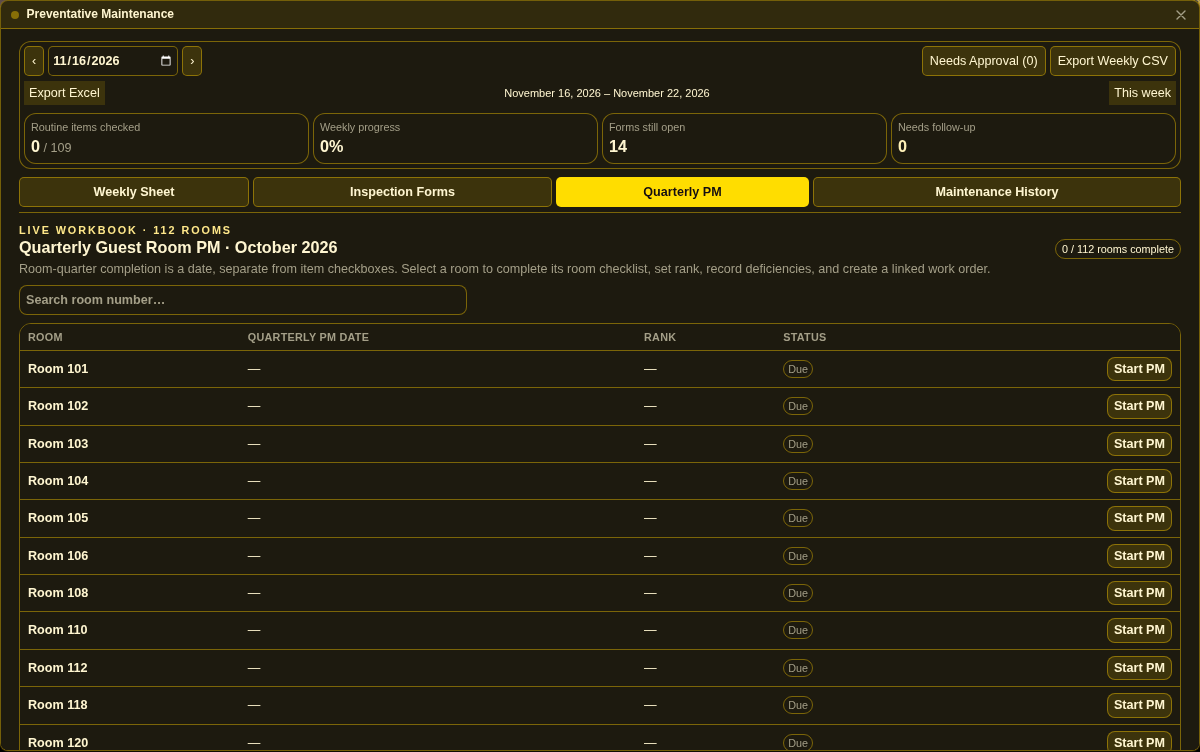 Preventative Maintenance
‹ 11/16/2026 › Needs Approval (0) Export Weekly CSV
Export Excel November 16, 2026 – November 22, 2026 This week
Routine items checked Weekly progress Forms still open Needs follow-up
0 / 109 0% 14 0
Weekly Sheet Inspection Forms Quarterly PM Maintenance History
LIVE WORKBOOK · 112 ROOMS
Quarterly Guest Room PM · October 2026 0 / 112 rooms complete
Room-quarter completion is a date, separate from item checkboxes. Select a room to complete its room checklist, set rank, record deficiencies, and create a linked work order.
Search room number…
ROOM QUARTERLY PM DATE RANK STATUS
Room 101 — — Due Start PM
Room 102 — — Due Start PM
Room 103 — — Due Start PM
Room 104 — — Due Start PM
Room 105 — — Due Start PM
Room 106 — — Due Start PM
Room 108 — — Due Start PM
Room 110 — — Due Start PM
Room 112 — — Due Start PM
Room 118 — — Due Start PM
Room 120 — — Due Start PM